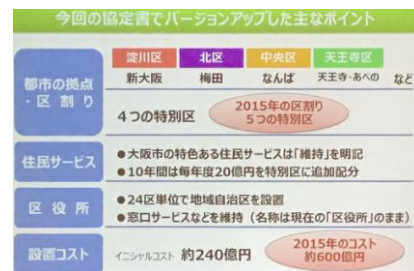 今回の協定書でバージョンアップした主なポイント
都市の拠点
・区割り
淀川区 北区 中央区 天王寺区
新大阪 梅田 なんば 天王寺・あべの など
4つの特別区
2015年の区割り
5つの特別区
住民サービス
●大阪市の特色ある住民サービスは「維持」を明記
●10年間は毎年度20億円を特別区に追加配分
区役所
●24区単位で地域自治区を設置
●窓口サービスなどを維持(名称は現在の「区役所」のまま)
設置コスト
イニシャルコスト 約240億円
2015年のコスト
約600億円